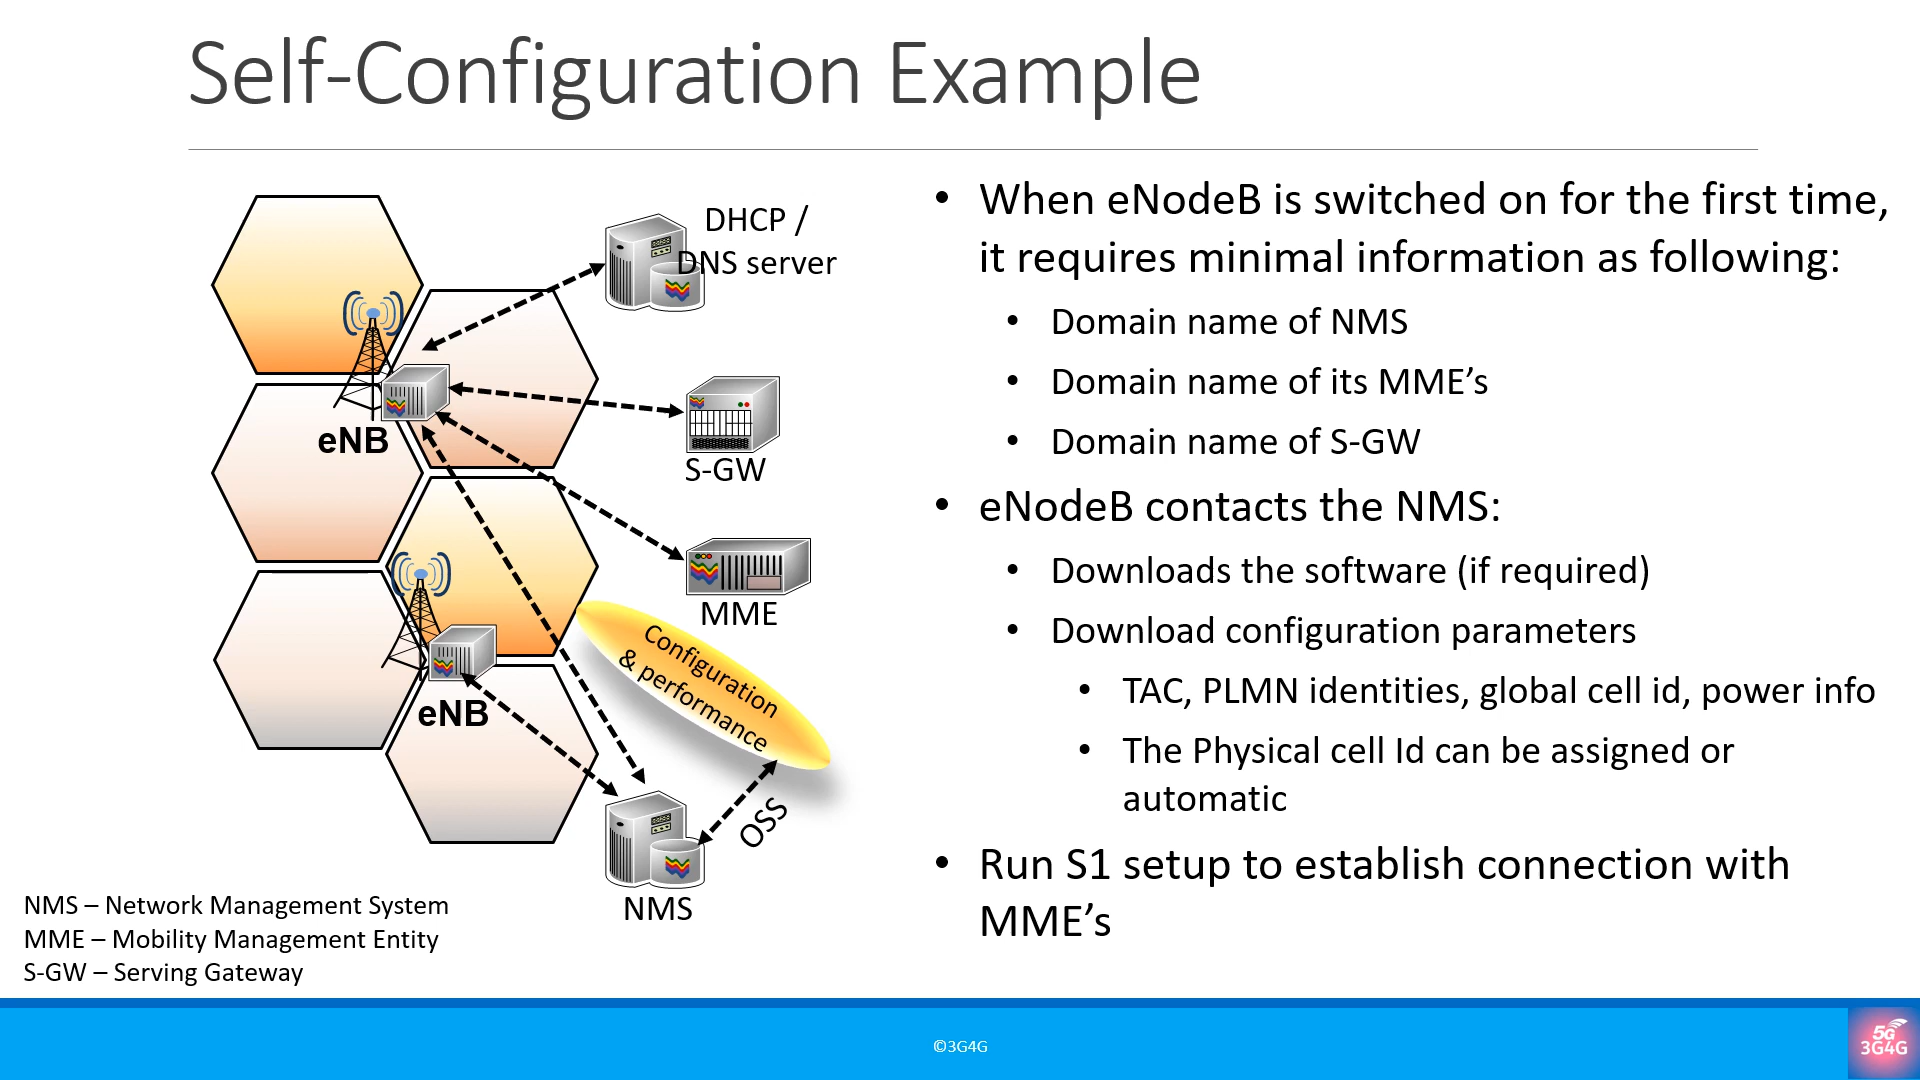 Self-Configuration Example
DHCP /
DNS server
eNB
S-GW
MME
Configuration
& performance
eNB
OSS
NMS
NMS – Network Management System
MME – Mobility Management Entity
S-GW – Serving Gateway
• When eNodeB is switched on for the first time,
it requires minimal information as following:
• Domain name of NMS
• Domain name of its MME’s
• Domain name of S-GW
• eNodeB contacts the NMS:
• Downloads the software (if required)
• Download configuration parameters
• TAC, PLMN identities, global cell id, power info
• The Physical cell Id can be assigned or
automatic
• Run S1 setup to establish connection with
MME’s
©3G4G
5G
3G4G